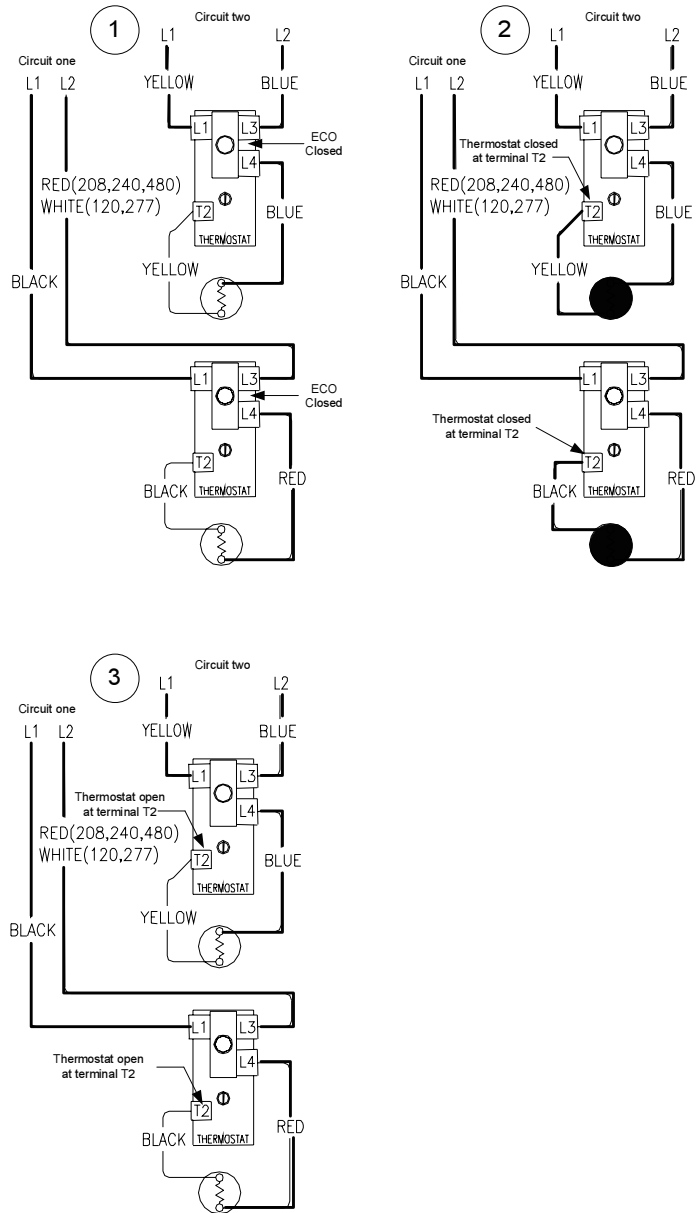 1
Circuit two
L1
L2
Circuit one
L1
L2
YELLOW
BLUE
L1
L3
ECO
Closed
L4
RED(208,240,480)
WHITE(120,277)
T2
BLUE
THERMOSTAT
YELLOW
BLACK
L1
L3
ECO
Closed
L4
T2
RED
BLACK
THERMOSTAT
2
Circuit two
L1
L2
Circuit one
L1
L2
YELLOW
BLUE
L1
L3
Thermostat closed
at terminal T2
L4
RED(208,240,480)
WHITE(120,277)
T2
BLUE
THERMOSTAT
YELLOW
BLACK
L1
L3
L4
Thermostat closed
at terminal T2
T2
RED
BLACK
THERMOSTAT
3
Circuit two
L1
L2
Circuit one
L1
L2
YELLOW
BLUE
L1
L3
Thermostat open
at terminal T2
L4
RED(208,240,480)
WHITE(120,277)
T2
BLUE
THERMOSTAT
YELLOW
BLACK
L1
L3
L4
Thermostat open
at terminal T2
T2
RED
BLACK
THERMOSTAT